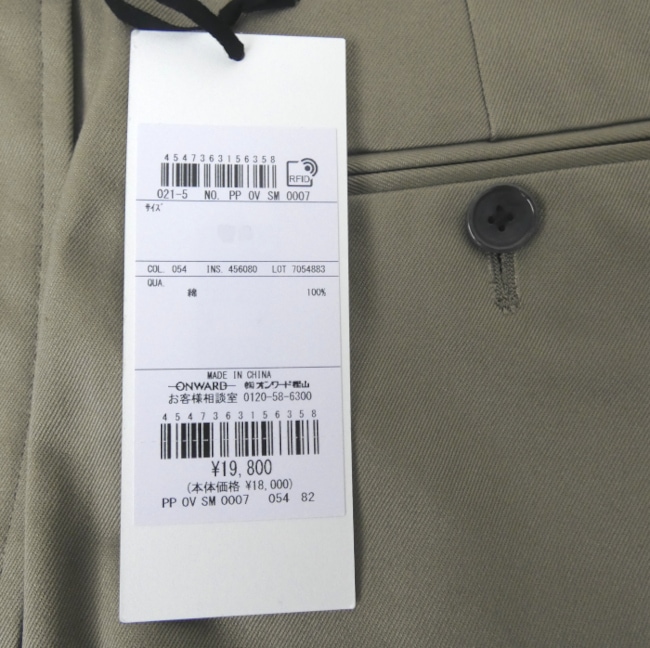 4547363156358
RFID
021-5 NO. PP OV SM 0007
サイズ
COL. 054 INS. 456080 LOT 7054883
QUA.
綿 100%
MADE IN CHINA
ONWARD ㈱オンワード樫山
お客様相談室 0120-58-6300
4547363156358
¥19,800
(本体価格 ¥18,000)
PP OV SM 0007 054 82